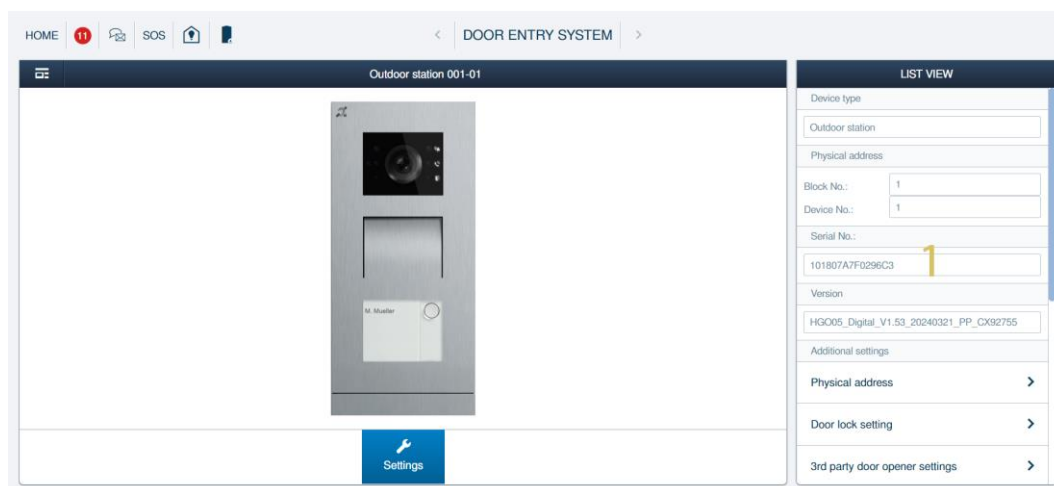 HOME 11 SOS < DOOR ENTRY SYSTEM >
Outdoor station 001-01
M. Mueller
Settings
LIST VIEW
Device type
Outdoor station
Physical address
Block No.: 1
Device No.: 1
Serial No.:
101807A7F0296C3
1
Version
HGO05_Digital_V1.53_20240321_PP_CX92755
Additional settings
Physical address >
Door lock setting >
3rd party door opener settings >